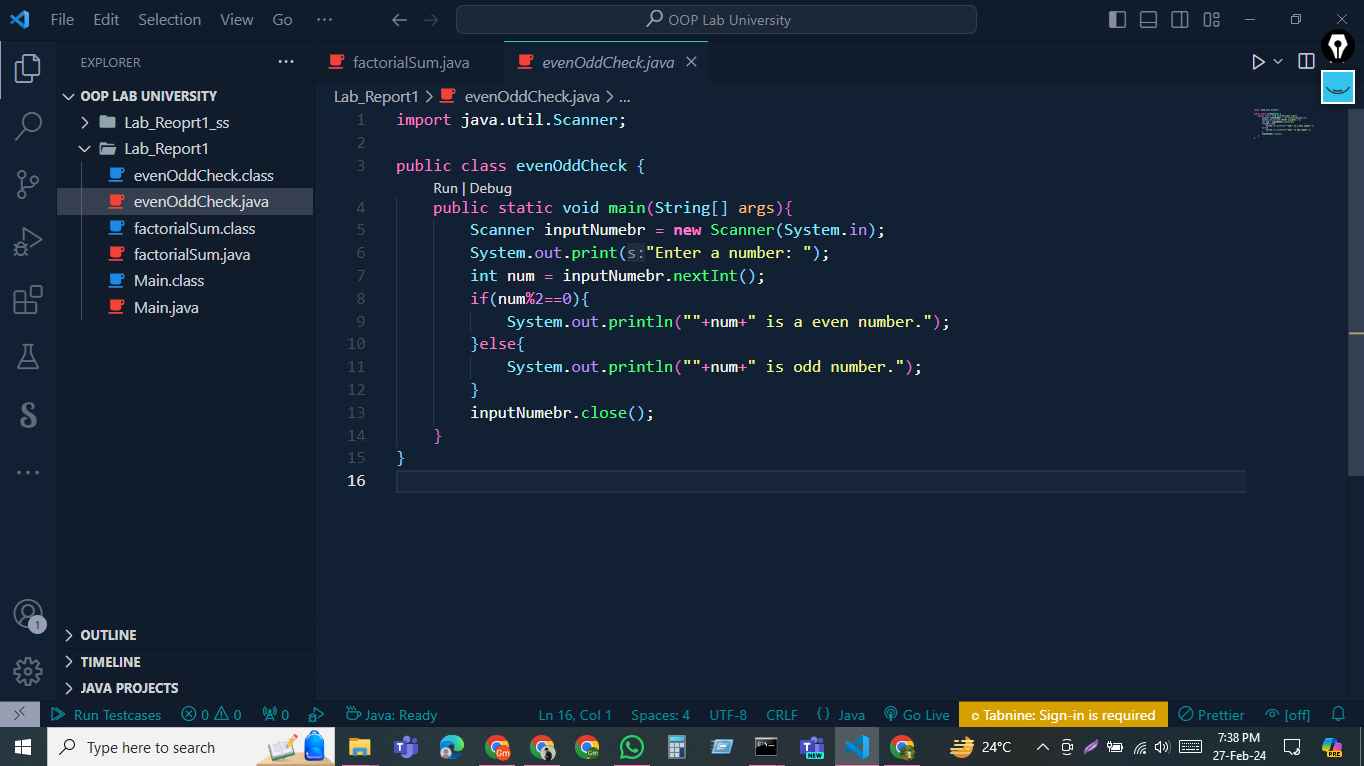 File Edit Selection View Go ··· OOP Lab University
EXPLORER ···
OOP LAB UNIVERSITY
Lab_Reoprt1_ss
Lab_Report1
evenOddCheck.class
evenOddCheck.java
factorialSum.class
factorialSum.java
Main.class
Main.java
OUTLINE
TIMELINE
JAVA PROJECTS
1
factorialSum.java evenOddCheck.java
Lab_Report1 > evenOddCheck.java > ...
1 import java.util.Scanner;
2
3 public class evenOddCheck {
Run | Debug
4 public static void main(String[] args){
5 Scanner inputNumebr = new Scanner(System.in);
6 System.out.print(s:"Enter a number: ");
7 int num = inputNumebr.nextInt();
8 if(num%2==0){
9 System.out.println(""+num+" is a even number.");
10 }else{
11 System.out.println(""+num+" is odd number.");
12 }
13 inputNumebr.close();
14 }
15 }
16
Run Testcases 0 0 0 Java: Ready Ln 16, Col 1 Spaces: 4 UTF-8 CRLF {} Java Go Live Tabnine: Sign-in is required Prettier [off]
Type here to search 24°C 7:38 PM
27-Feb-24